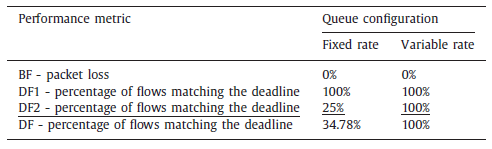 Performance metric Queue configuration
Fixed rate Variable rate
BF - packet loss 0% 0%
DF1 - percentage of flows matching the deadline 100% 100%
DF2 - percentage of flows matching the deadline 25% 100%
DF - percentage of flows matching the deadline 34.78% 100%